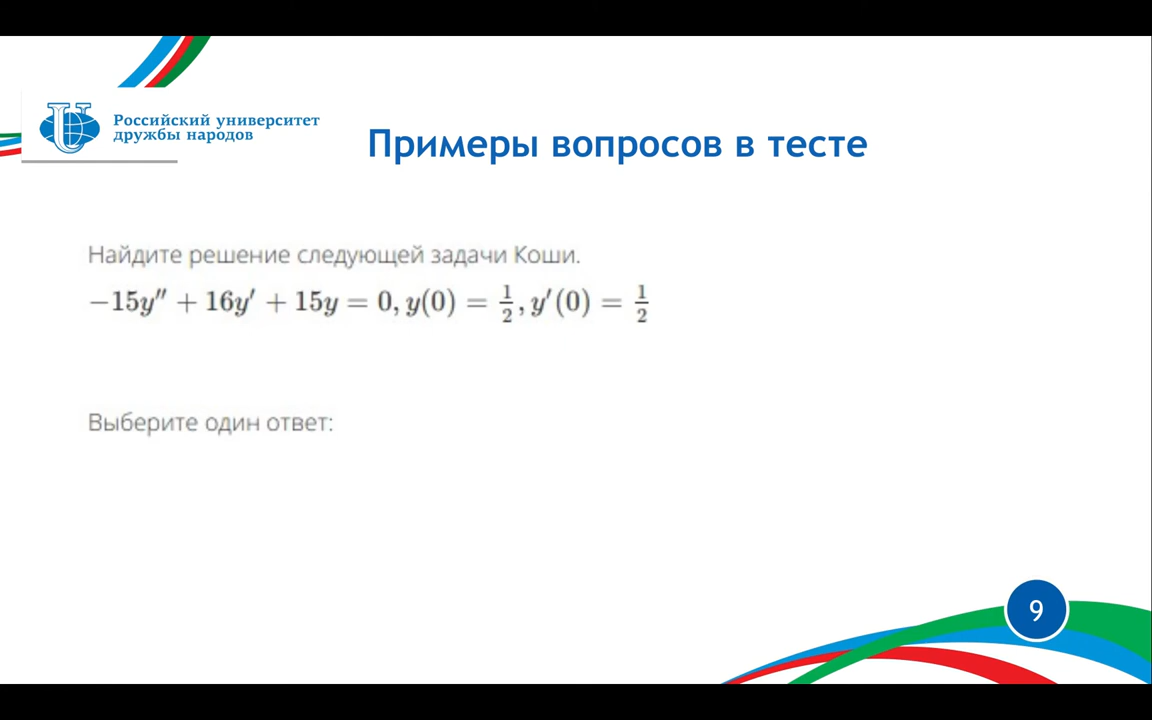 Российский университет
дружбы народов
Примеры вопросов в тесте
Найдите решение следующей задачи Коши.
−15y″ + 16y′ + 15y = 0, y(0) = 1/2, y′(0) = 1/2
Выберите один ответ:
9